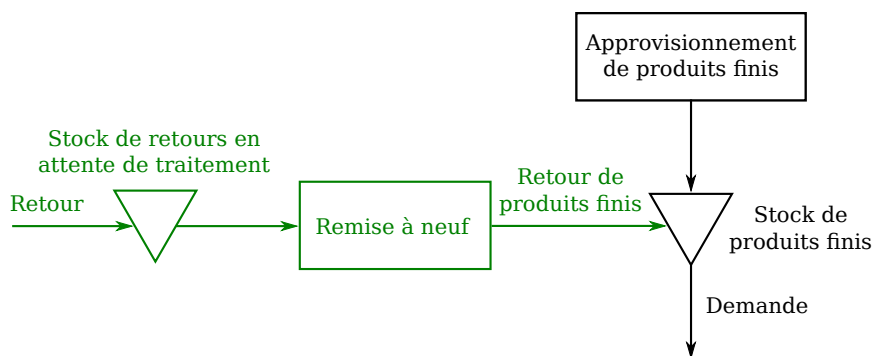 Approvisionnement
de produits finis
Stock de retours en
attente de traitement
Retour
Remise à neuf
Retour de
produits finis
Stock de
produits finis
Demande